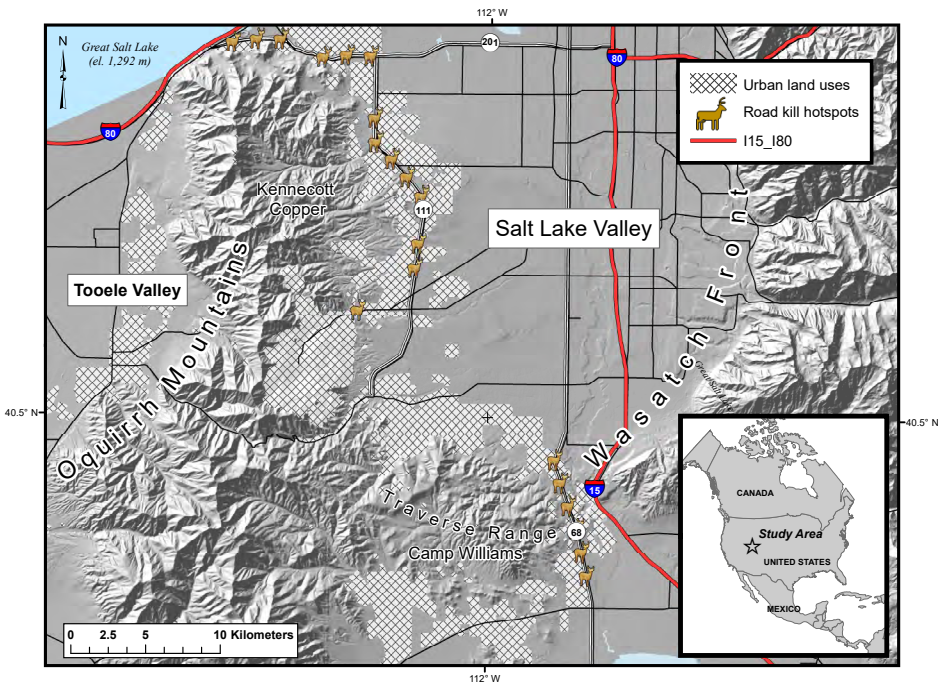 112° W
N
Great Salt Lake
(el. 1,292 m)
201
80
80
Urban land uses
Road kill hotspots
I15_I80
Kennecott
Copper
111
Salt Lake Valley
Wasatch Front
Tooele Valley
Oquirrh Mountains
40.5° N
40.5° N
Great Salt
15
Traverse Range
68
Camp Williams
CANADA
Study Area
UNITED STATES
MEXICO
0 2.5 5 10 Kilometers
112° W